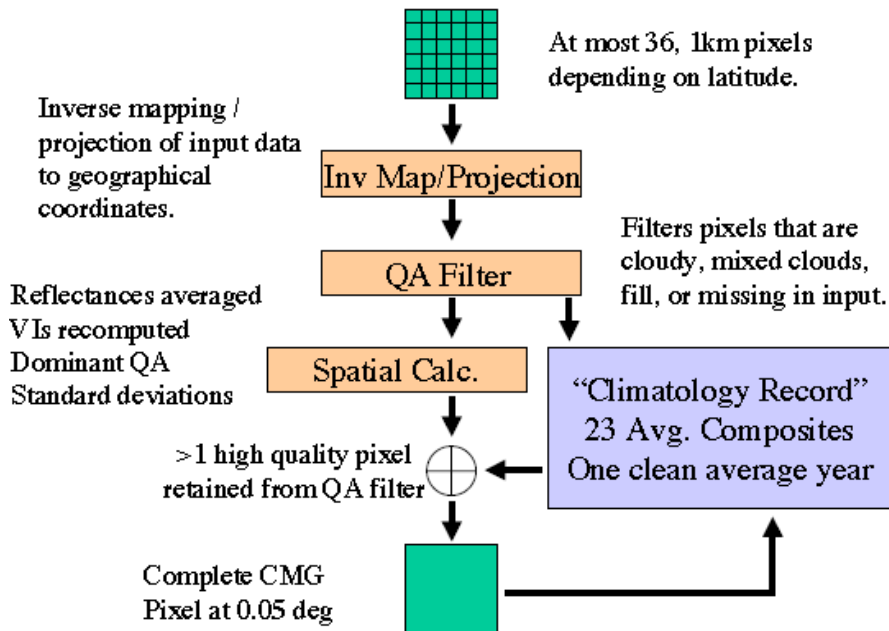 At most 36, 1km pixels
depending on latitude.
Inverse mapping /
projection of input data
to geographical
coordinates.
Inv Map/Projection
Filters pixels that are
cloudy, mixed clouds,
fill, or missing in input.
QA Filter
Reflectances averaged
VIs recomputed
Dominant QA
Standard deviations
Spatial Calc.
“Climatology Record”
23 Avg. Composites
One clean average year
>1 high quality pixel
retained from QA filter
Complete CMG
Pixel at 0.05 deg